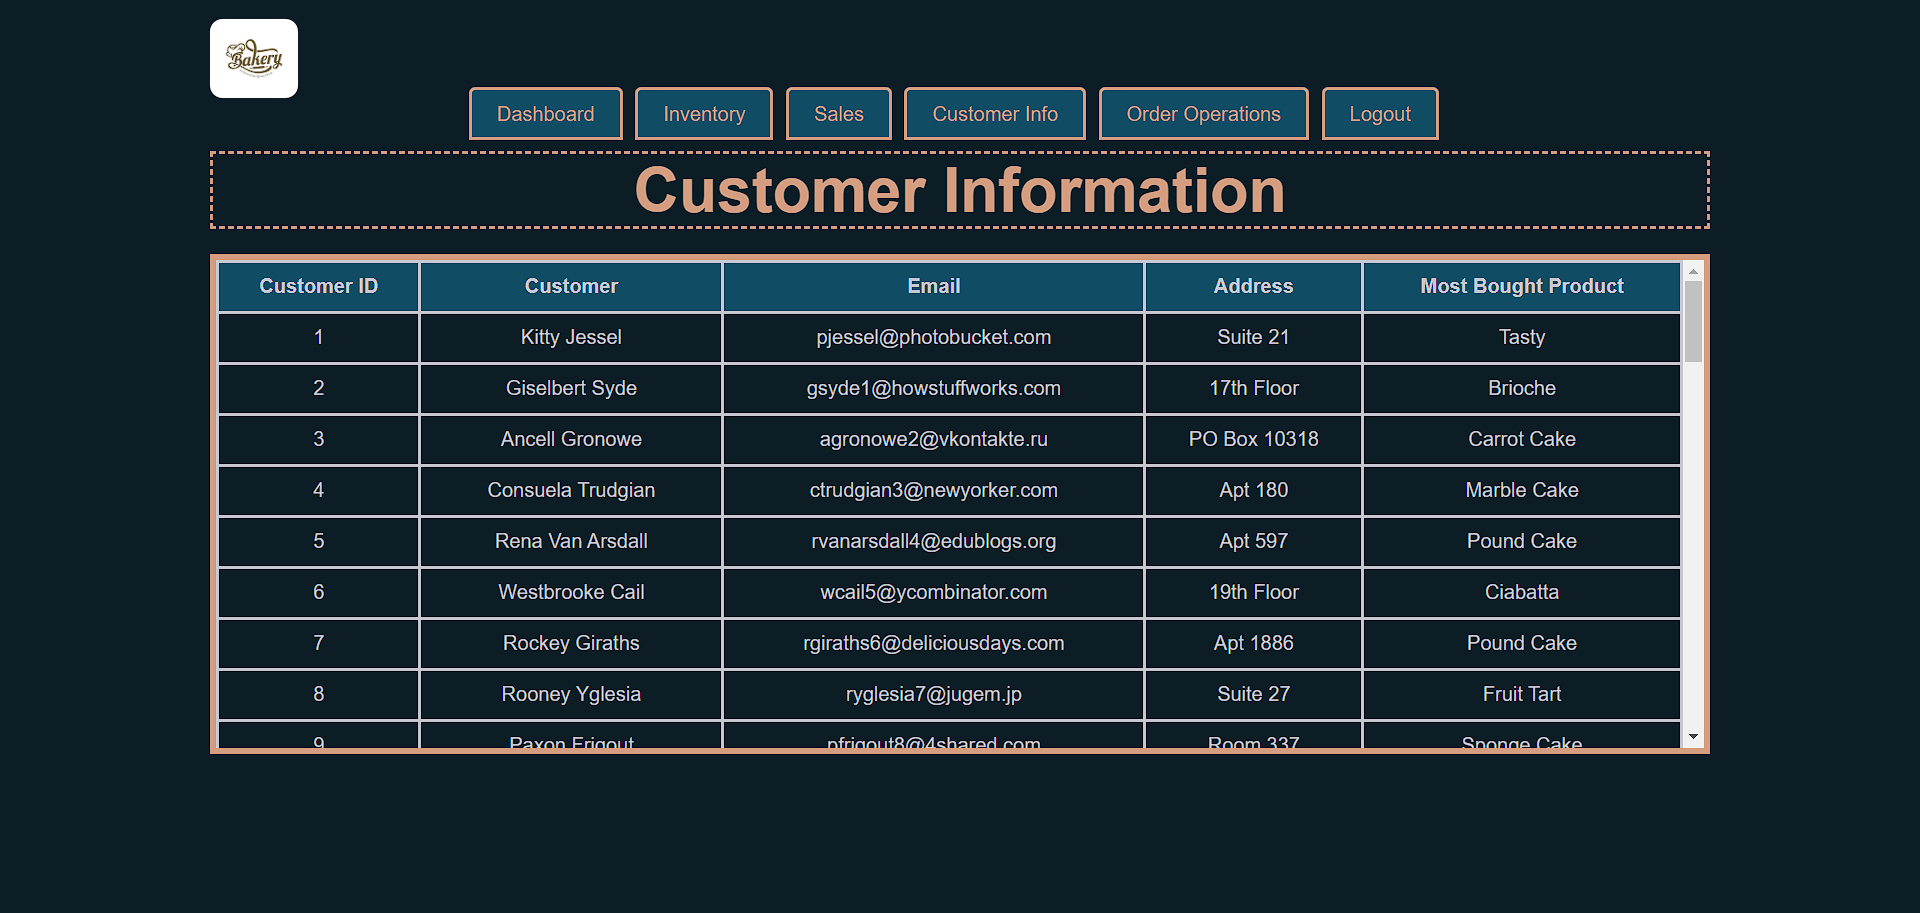 Bakery
Dashboard Inventory Sales Customer Info Order Operations Logout
Customer Information
Customer ID Customer Email Address Most Bought Product
1 Kitty Jessel pjessel@photobucket.com Suite 21 Tasty
2 Giselbert Syde gsyde1@howstuffworks.com 17th Floor Brioche
3 Ancell Gronowe agronowe2@vkontakte.ru PO Box 10318 Carrot Cake
4 Consuela Trudgian ctrudgian3@newyorker.com Apt 180 Marble Cake
5 Rena Van Arsdall rvanarsdall4@edublogs.org Apt 597 Pound Cake
6 Westbrooke Cail wcail5@ycombinator.com 19th Floor Ciabatta
7 Rockey Giraths rgiraths6@deliciousdays.com Apt 1886 Pound Cake
8 Rooney Yglesia ryglesia7@jugem.jp Suite 27 Fruit Tart
9 Paxon Frigout pfrigout8@4shared.com Room 337 Sponge Cake